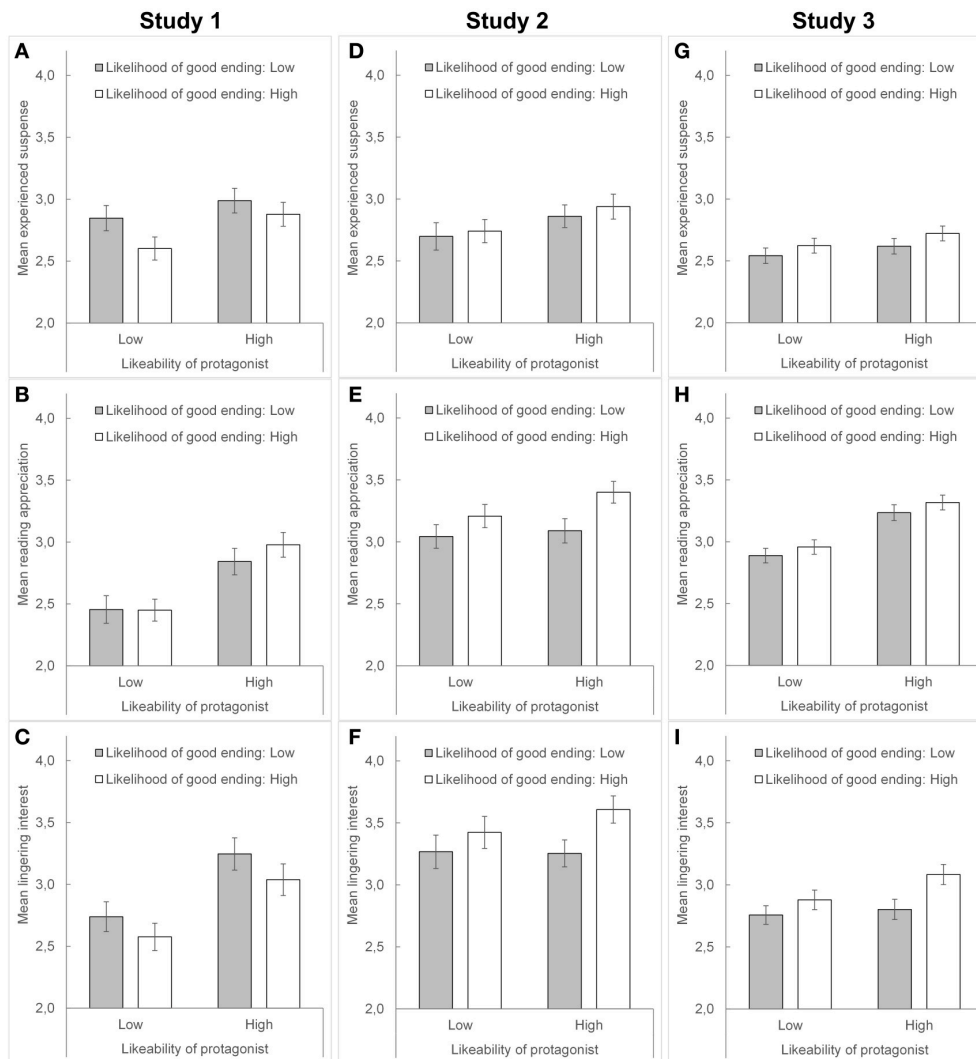 Study 1
Study 2
Study 3
A
Likelihood of good ending: Low
Likelihood of good ending: High
Mean experienced suspense
4,0
3,5
3,0
2,5
2,0
Low
High
Likeability of protagonist
D
Likelihood of good ending: Low
Likelihood of good ending: High
Mean experienced suspense
4,0
3,5
3,0
2,5
2,0
Low
High
Likeability of protagonist
G
Likelihood of good ending: Low
Likelihood of good ending: High
Mean experienced suspense
4,0
3,5
3,0
2,5
2,0
Low
High
Likeability of protagonist
B
Likelihood of good ending: Low
Likelihood of good ending: High
Mean reading appreciation
4,0
3,5
3,0
2,5
2,0
Low
High
Likeability of protagonist
E
Likelihood of good ending: Low
Likelihood of good ending: High
Mean reading appreciation
4,0
3,5
3,0
2,5
2,0
Low
High
Likeability of protagonist
H
Likelihood of good ending: Low
Likelihood of good ending: High
Mean reading appreciation
4,0
3,5
3,0
2,5
2,0
Low
High
Likeability of protagonist
C
Likelihood of good ending: Low
Likelihood of good ending: High
Mean lingering interest
4,0
3,5
3,0
2,5
2,0
Low
High
Likeability of protagonist
F
Likelihood of good ending: Low
Likelihood of good ending: High
Mean lingering interest
4,0
3,5
3,0
2,5
2,0
Low
High
Likeability of protagonist
I
Likelihood of good ending: Low
Likelihood of good ending: High
Mean lingering interest
4,0
3,5
3,0
2,5
2,0
Low
High
Likeability of protagonist